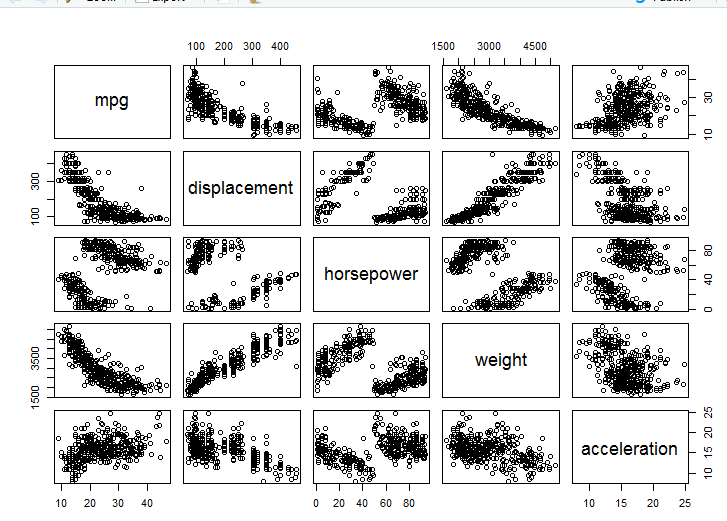 100 200 300 400
1500 3000 4500
mpg
10 30
100 300
displacement
horsepower
0 40 80
1500 3500
weight
acceleration
10 15 20 25
10 20 30 40
0 20 40 60 80
10 15 20 25